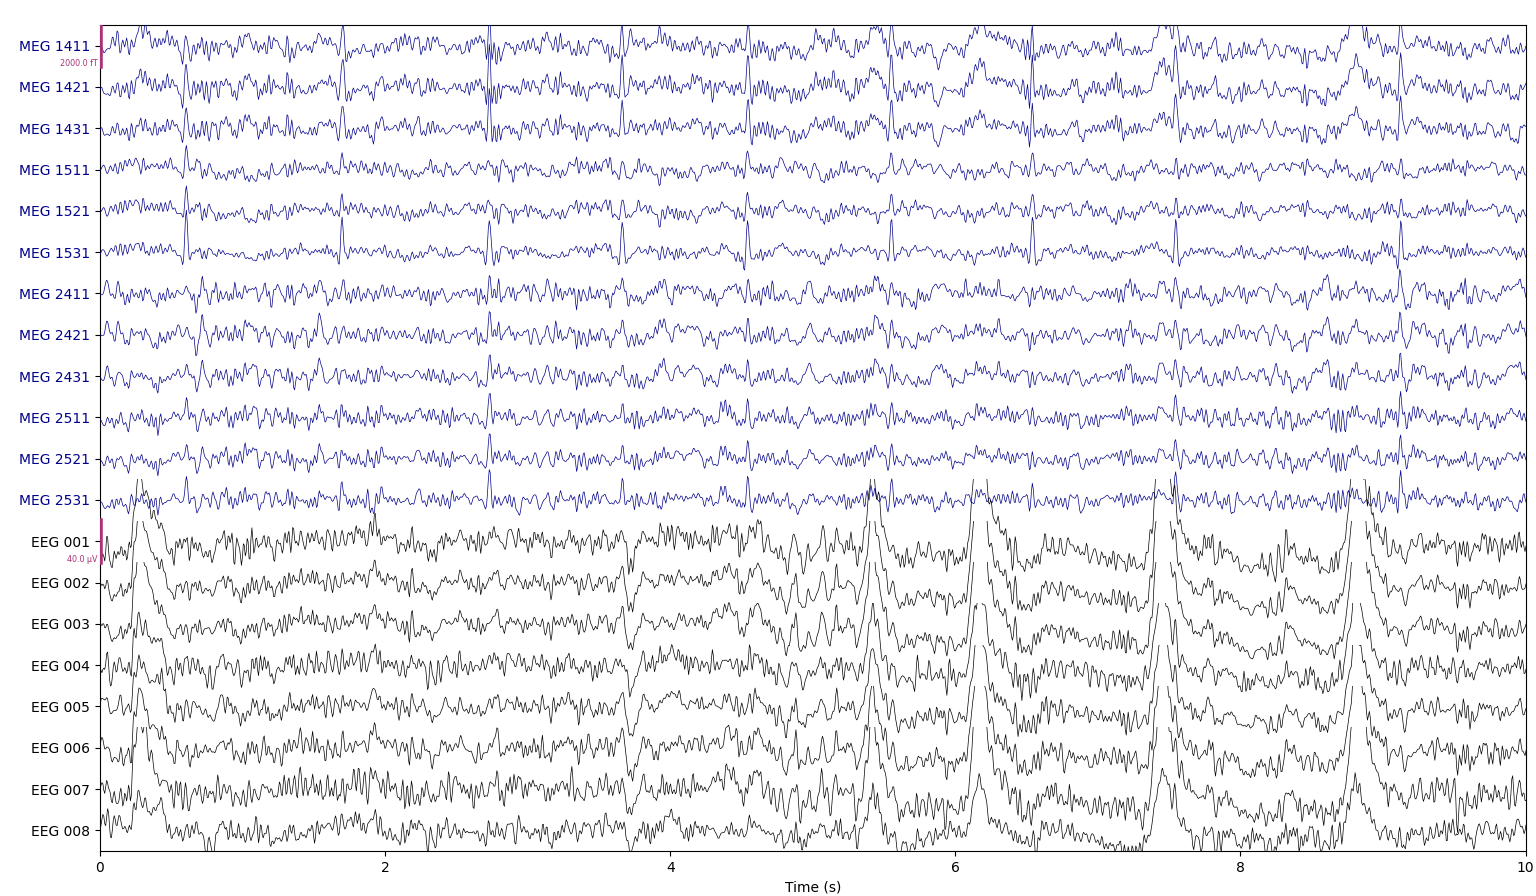 MEG 1411
2000.0 fT
MEG 1421
MEG 1431
MEG 1511
MEG 1521
MEG 1531
MEG 2411
MEG 2421
MEG 2431
MEG 2511
MEG 2521
MEG 2531
EEG 001
40.0 µV
EEG 002
EEG 003
EEG 004
EEG 005
EEG 006
EEG 007
EEG 008
0 2 4 6 8 10
Time (s)